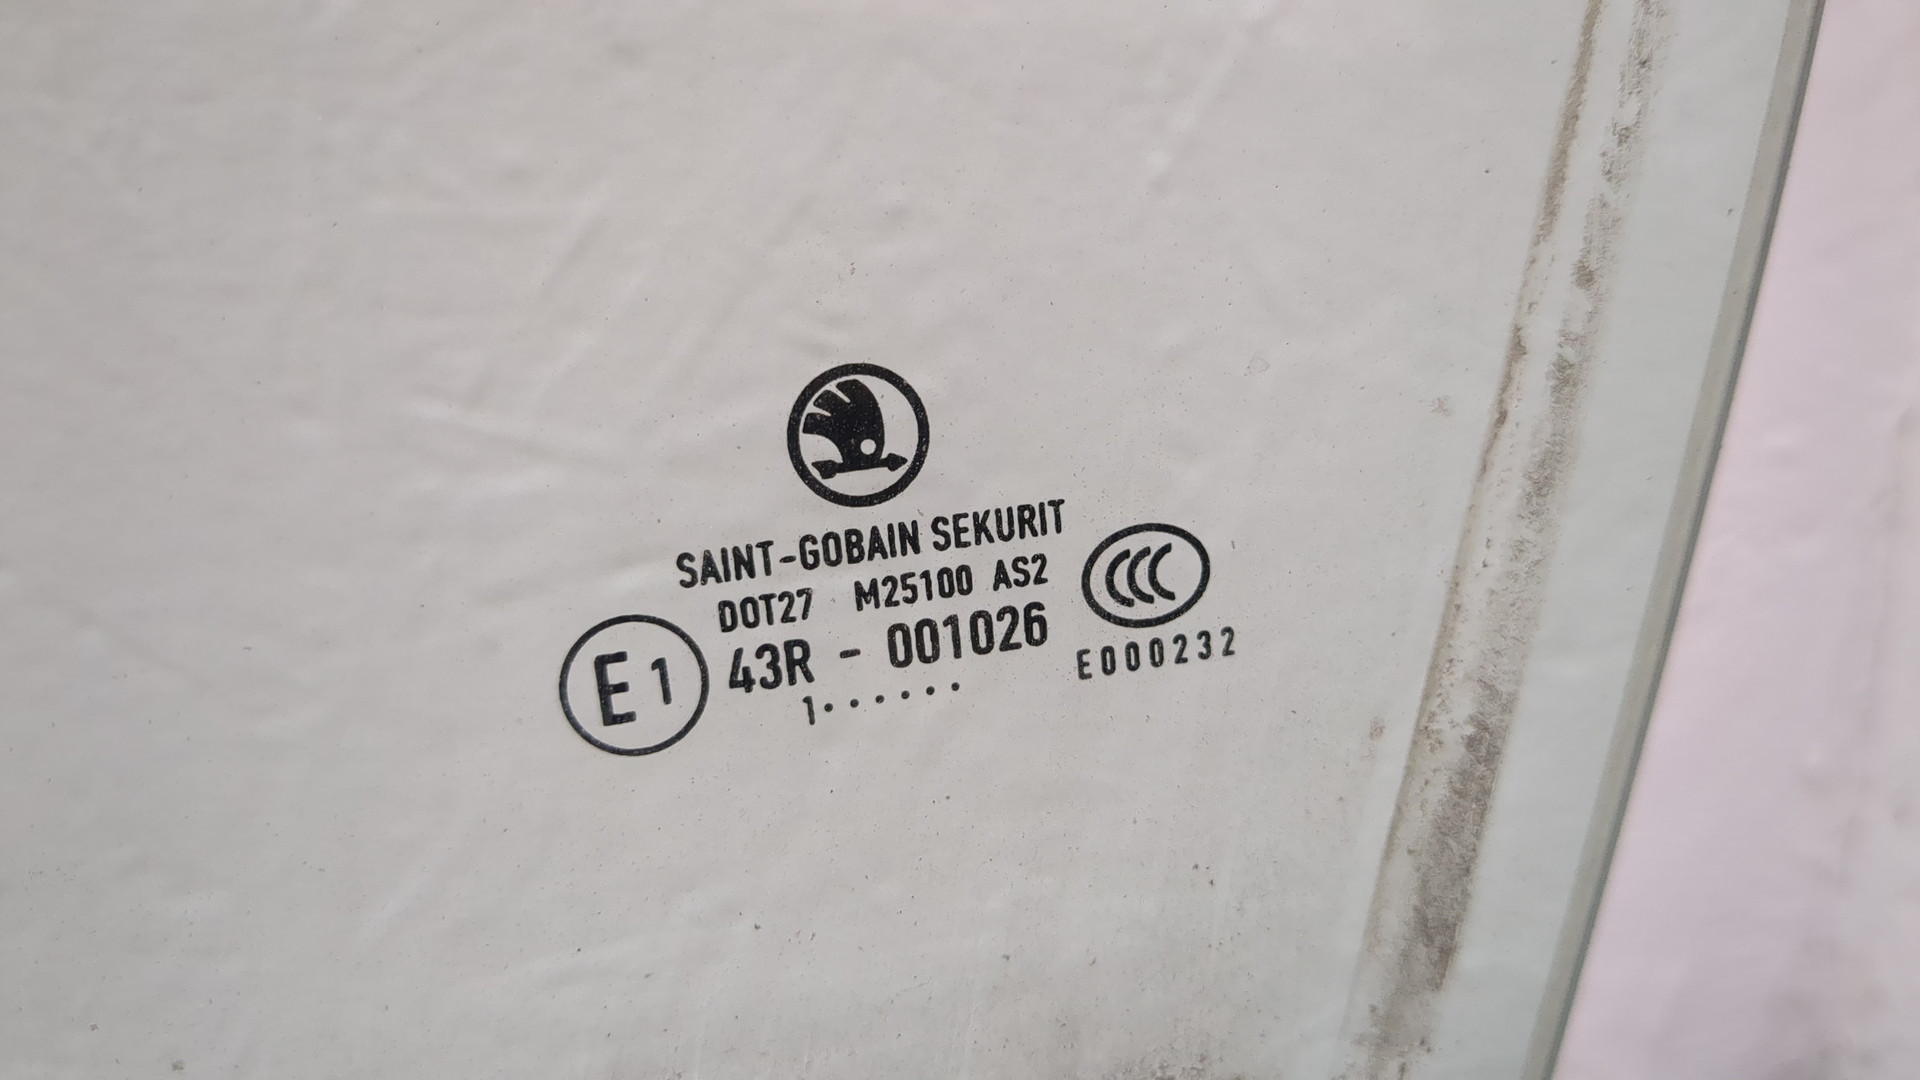 SAINT-GOBAIN SEKURIT
DOT27 M25100 AS2
CCC
E1 43R - 001026
E000232
1······